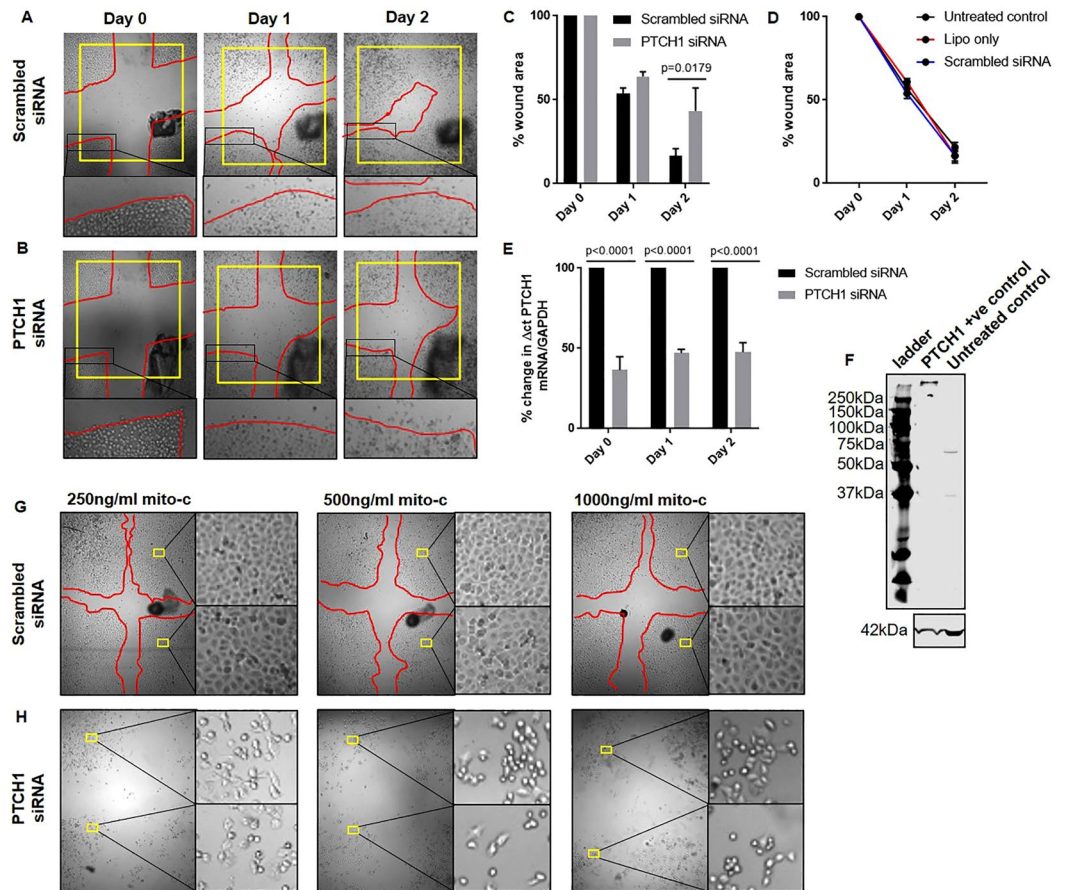 A
Day 0
Day 1
Day 2
Scrambled
siRNA
B
PTCH1
siRNA
C
% wound area
100
50
0
Scrambled siRNA
PTCH1 siRNA
p=0.0179
Day 0
Day 1
Day 2
D
% wound area
100
50
0
Untreated control
Lipo only
Scrambled siRNA
Day 0
Day 1
Day 2
E
% change in Δct PTCH1
mRNA/GAPDH
p<0.0001
p<0.0001
p<0.0001
100
50
0
Scrambled siRNA
PTCH1 siRNA
Day 0
Day 1
Day 2
F
ladder
PTCH1 +ve control
Untreated control
250kDa
150kDa
100kDa
75kDa
50kDa
37kDa
42kDa
G
250ng/ml mito-c
500ng/ml mito-c
1000ng/ml mito-c
Scrambled
siRNA
H
PTCH1
siRNA